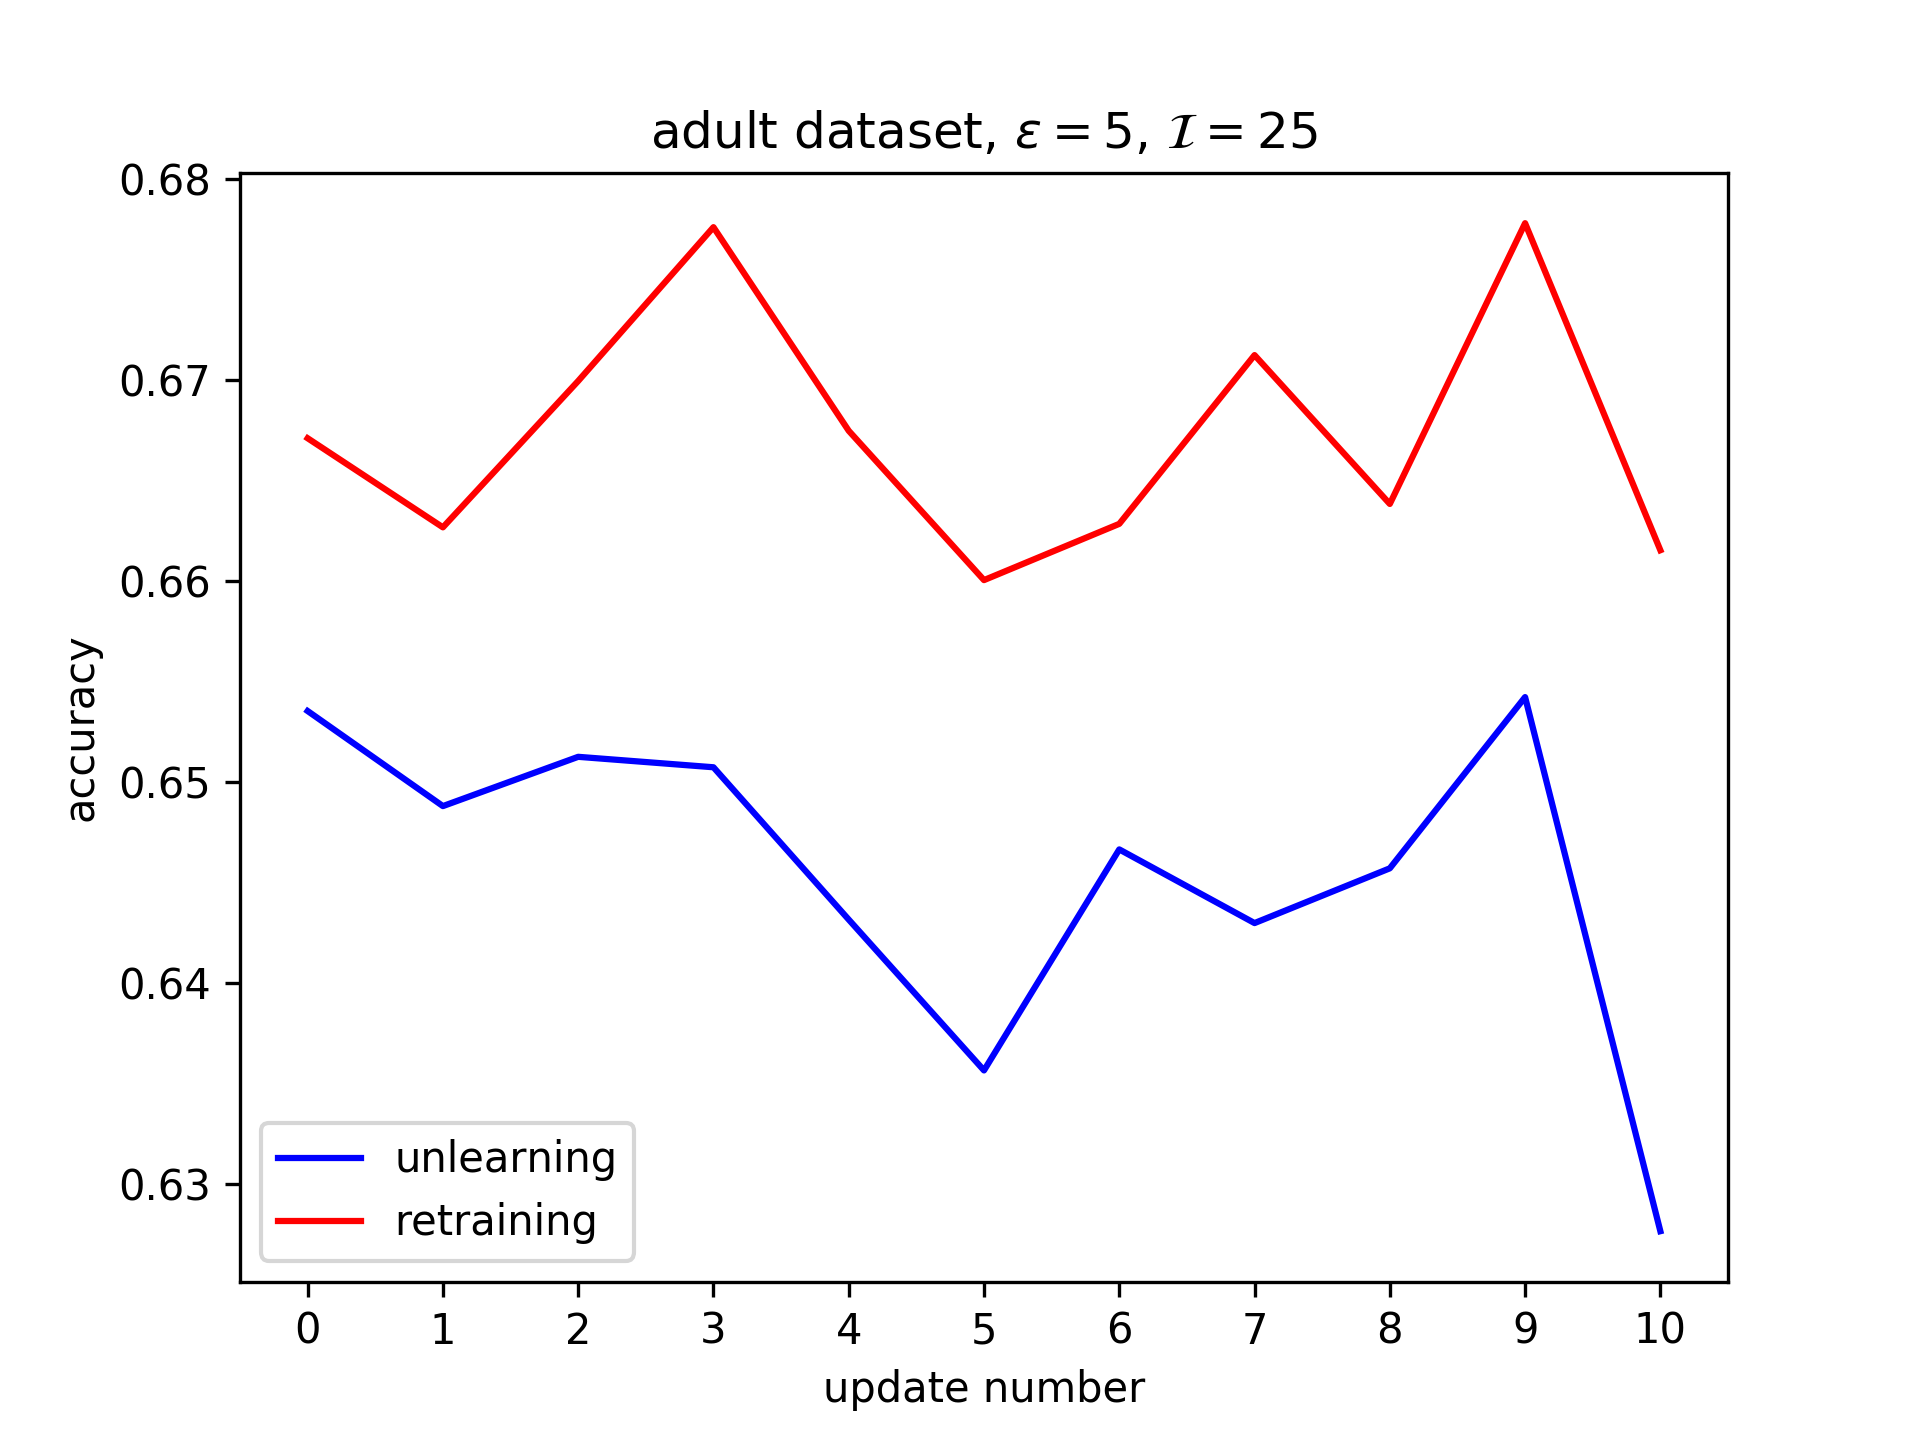 adult dataset, ε = 5, ℐ = 25
0.68
0.67
0.66
0.65
0.64
0.63
accuracy
unlearning
retraining
0 1 2 3 4 5 6 7 8 9 10
update number